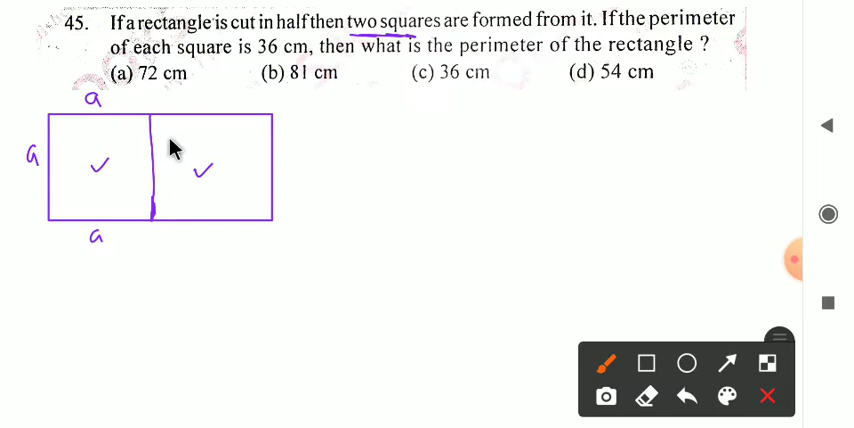 45. If a rectangle is cut in half then two squares are formed from it. If the perimeter
of each square is 36 cm, then what is the perimeter of the rectangle ?
(a) 72 cm (b) 81 cm (c) 36 cm (d) 54 cm
a
a
a